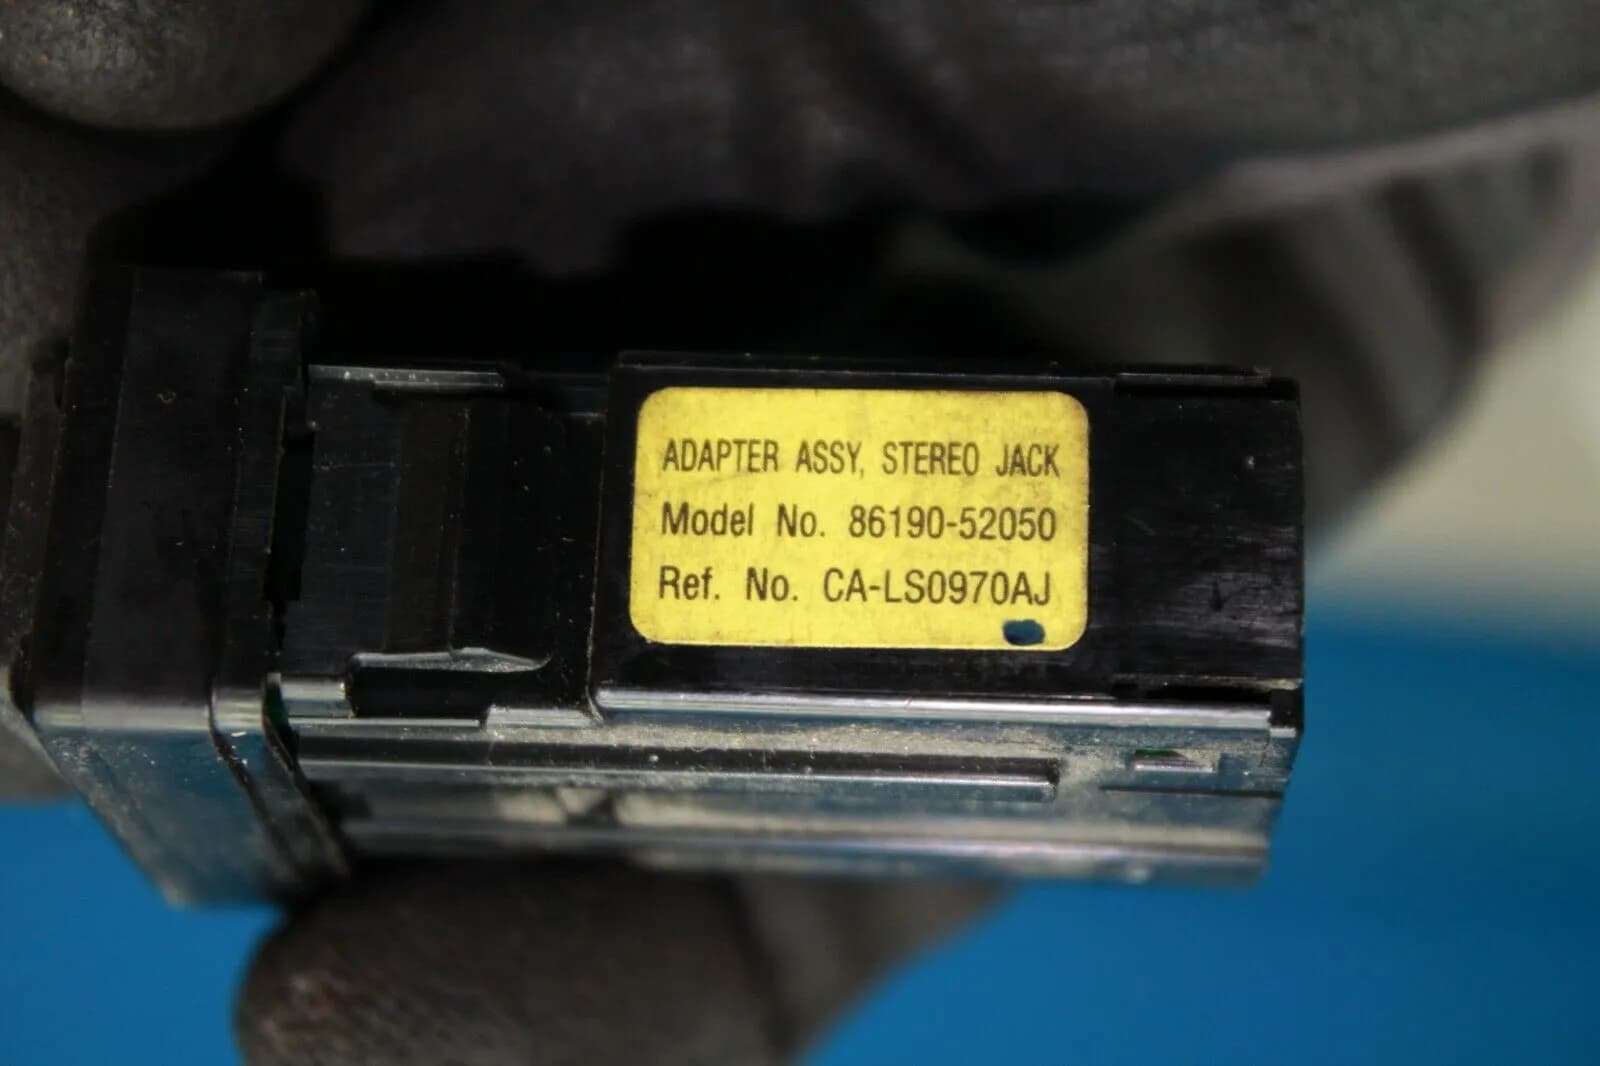 ADAPTER ASSY, STEREO JACK
Model No. 86190-52050
Ref. No. CA-LS0970AJ